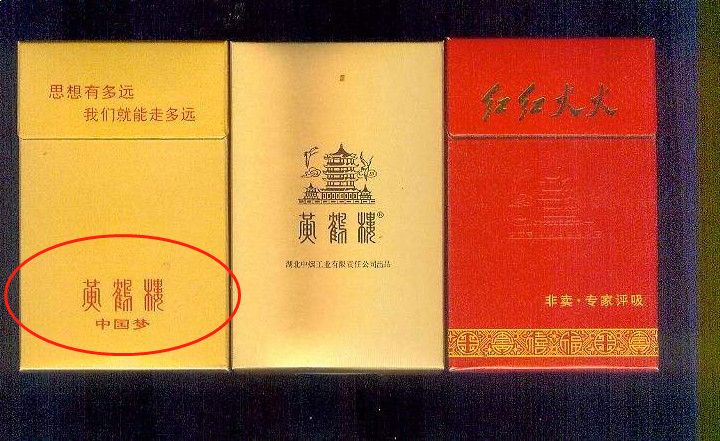 思想有多远
我们就能走多远
黄鹤楼
中国梦
黄鹤楼®
湖北中烟工业有限责任公司出品
红红火火
非卖·专家评吸